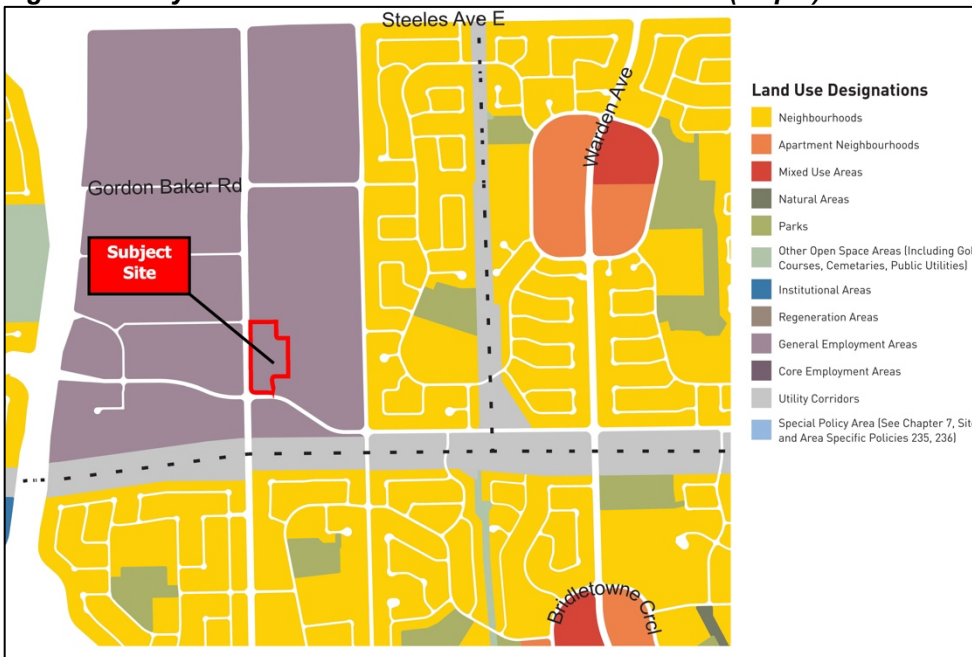 Steeles Ave E
Warden Ave
Gordon Baker Rd
Subject
Site
Bridletowne Crcl
Land Use Designations
Neighbourhoods
Apartment Neighbourhoods
Mixed Use Areas
Natural Areas
Parks
Other Open Space Areas (Including Gol
Courses, Cemetaries, Public Utilities)
Institutional Areas
Regeneration Areas
General Employment Areas
Core Employment Areas
Utility Corridors
Special Policy Area (See Chapter 7, Site
and Area Specific Policies 235, 236)